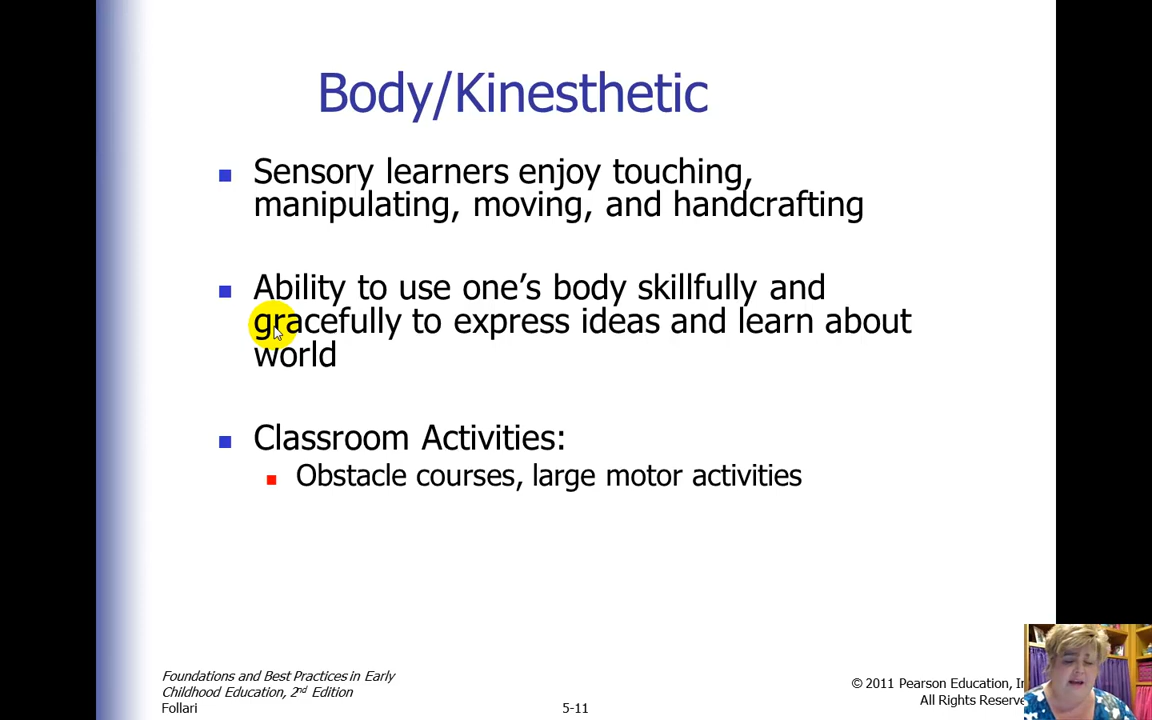 Body/Kinesthetic
Sensory learners enjoy touching,
manipulating, moving, and handcrafting
Ability to use one’s body skillfully and
gracefully to express ideas and learn about
world
Classroom Activities:
Obstacle courses, large motor activities
Foundations and Best Practices in Early
Childhood Education, 2nd Edition
Follari
5-11
© 2011 Pearson Education,
All Rights